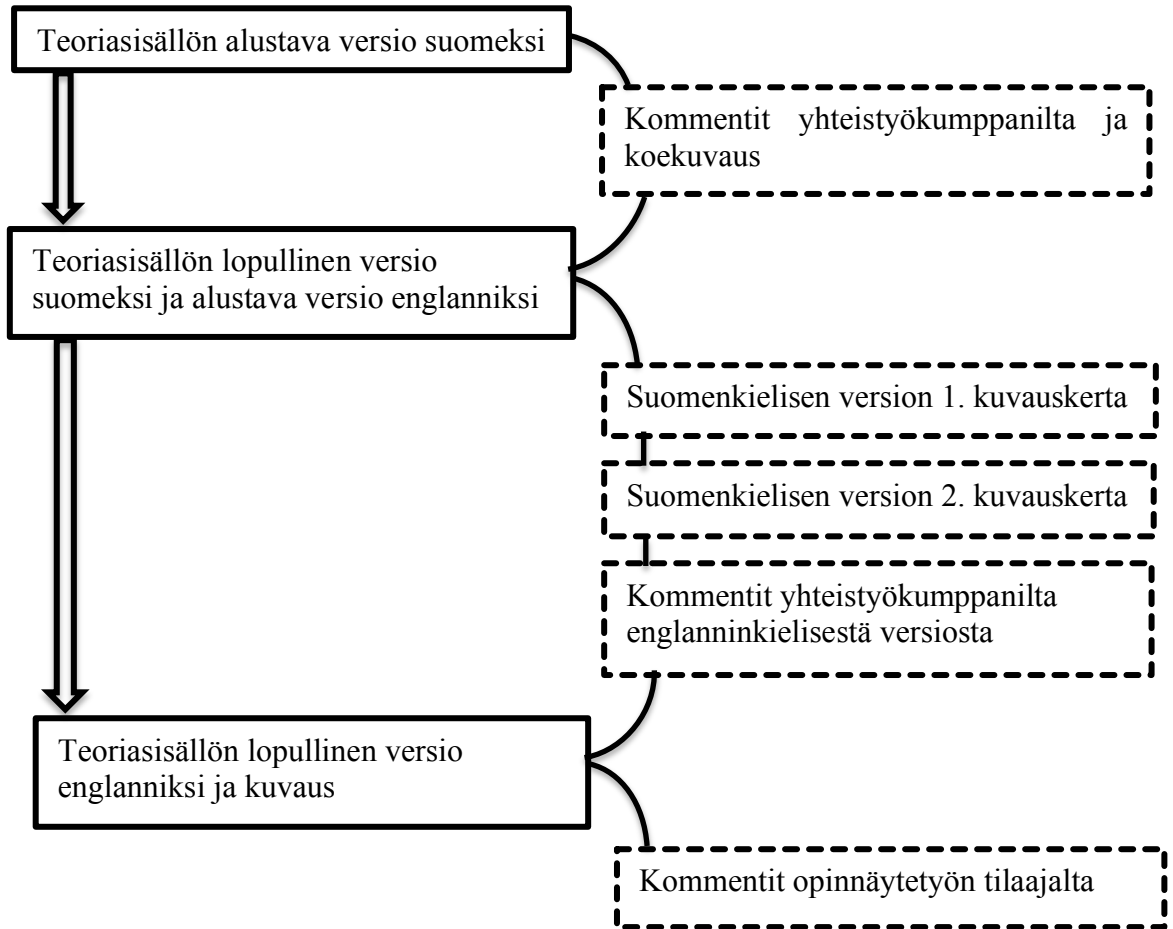 Teoriasisällön alustava versio suomeksi
Kommentit yhteistyökumppanilta ja
koekuvaus
Teoriasisällön lopullinen versio
suomeksi ja alustava versio englanniksi
Suomenkielisen version 1. kuvauskerta
Suomenkielisen version 2. kuvauskerta
Kommentit yhteistyökumppanilta
englanninkielisestä versiosta
Teoriasisällön lopullinen versio
englanniksi ja kuvaus
Kommentit opinnäytetyön tilaajalta